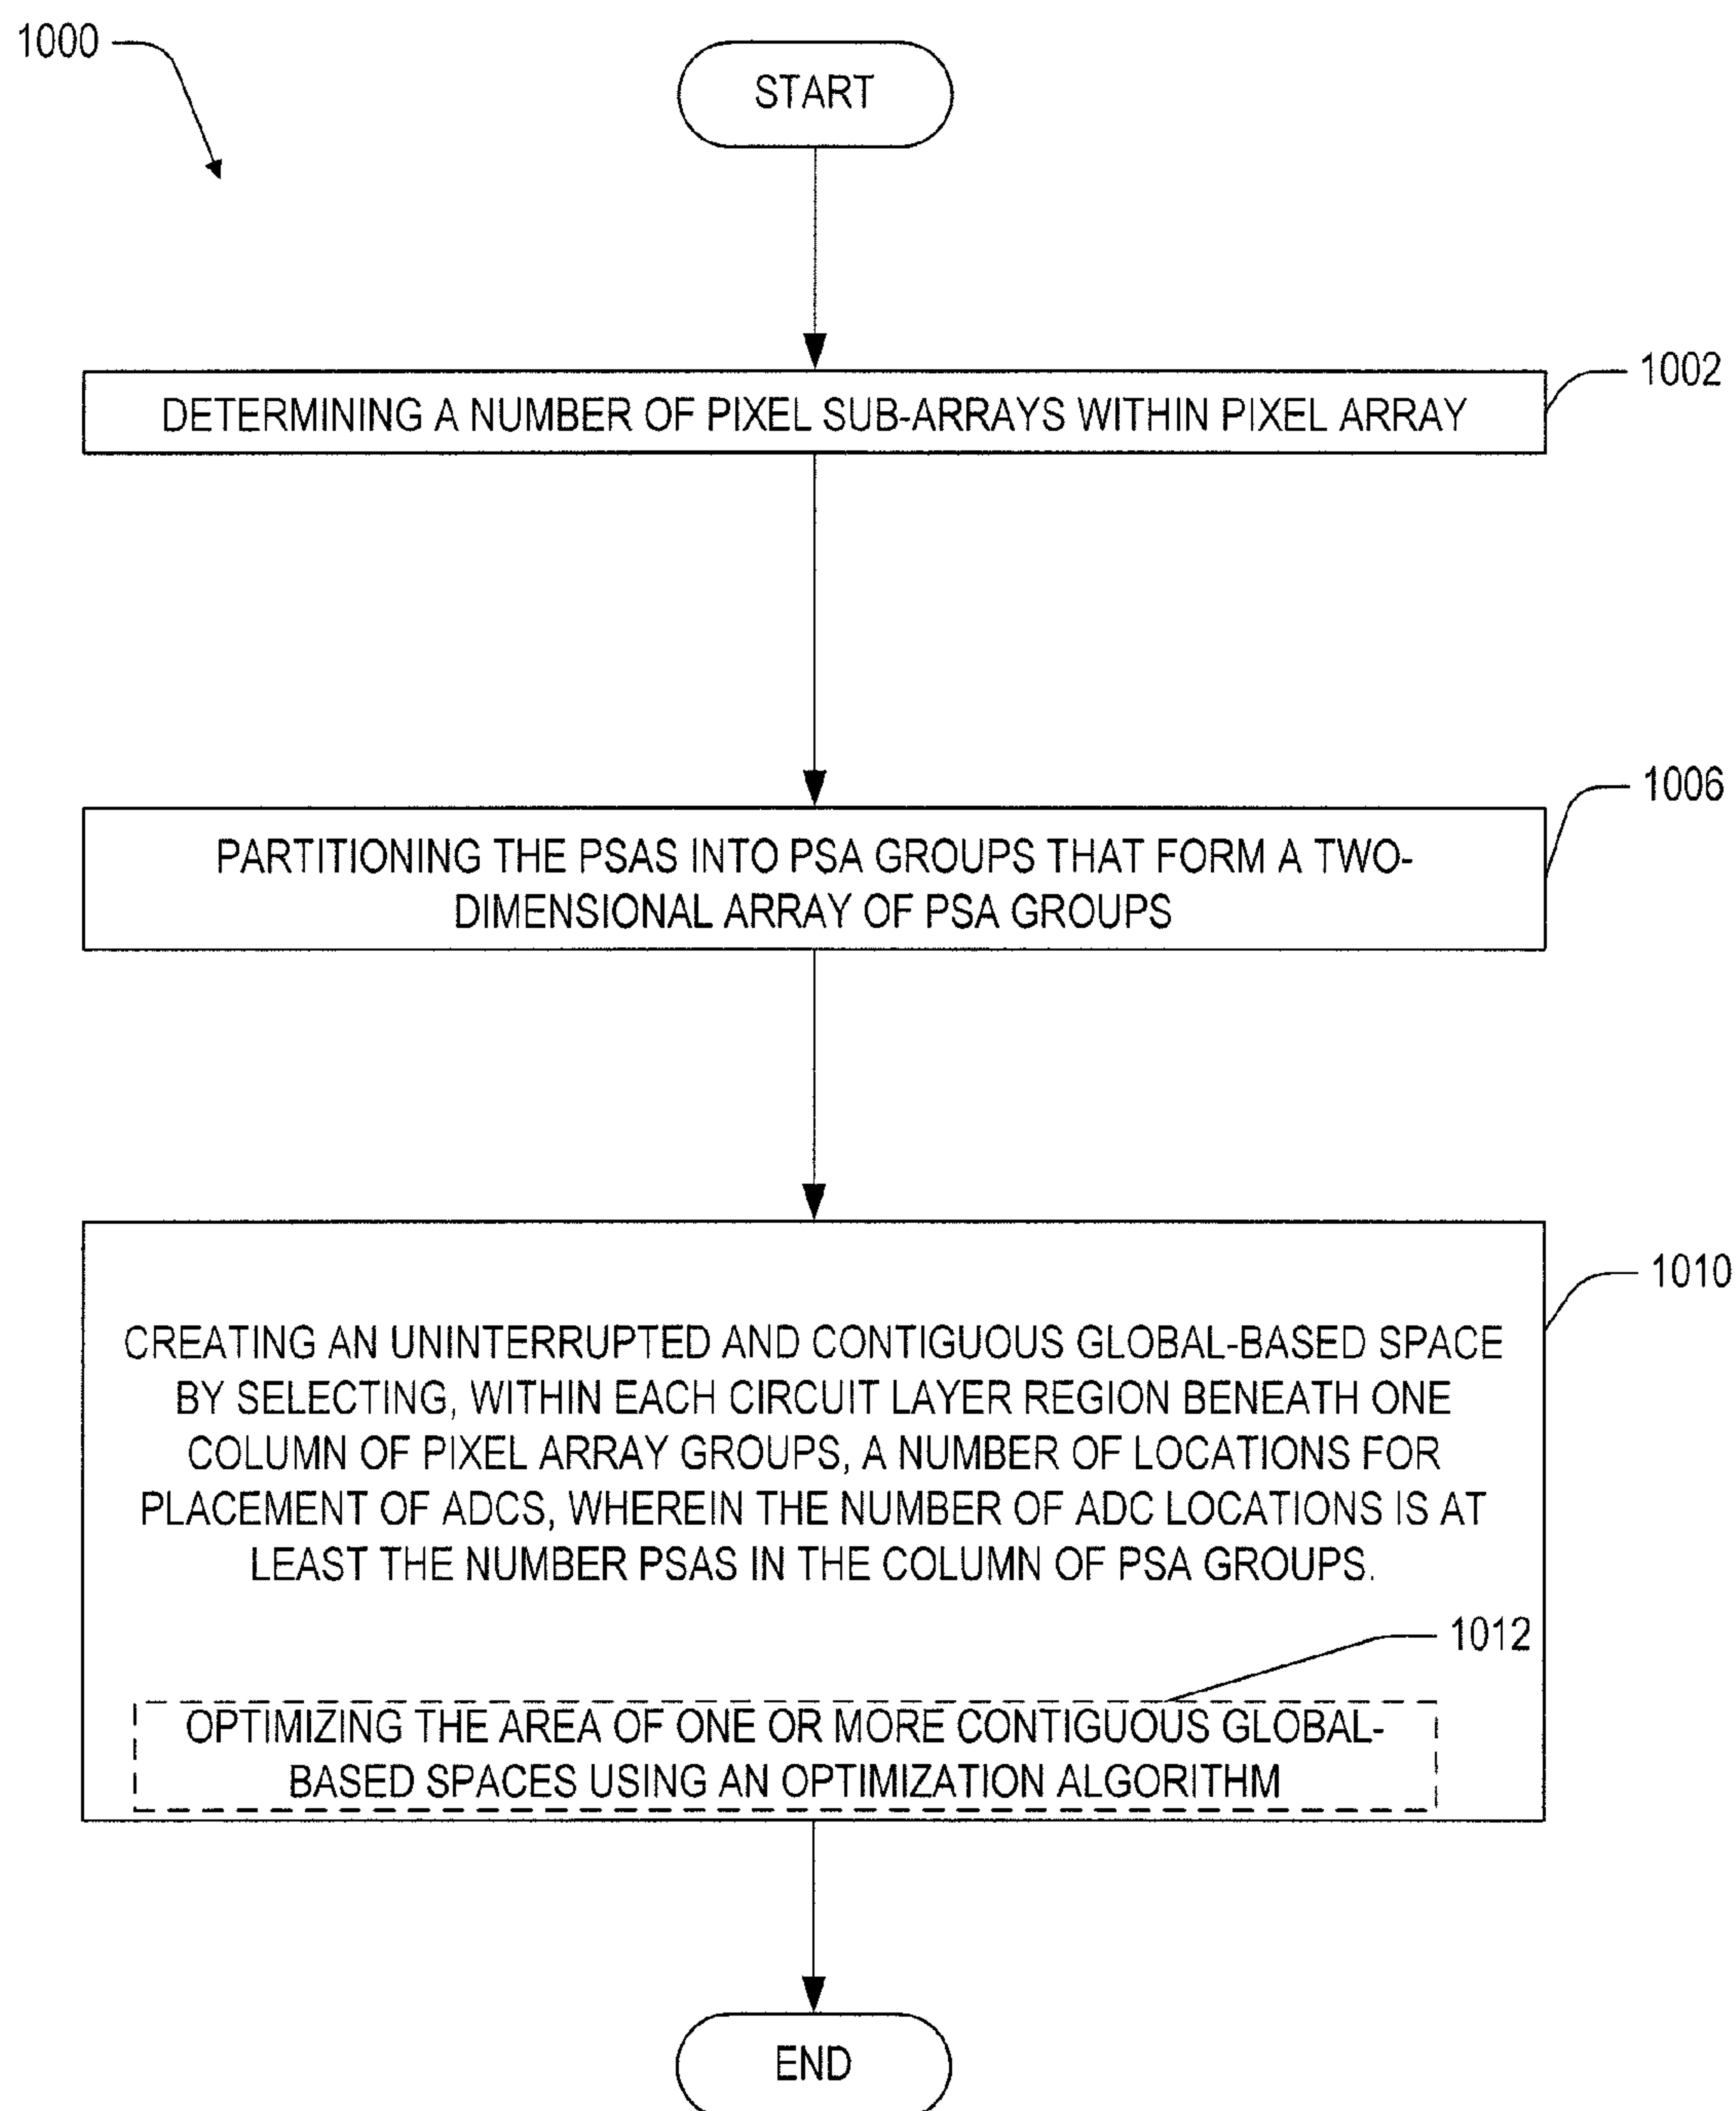 1000
START
1002
DETERMINING A NUMBER OF PIXEL SUB-ARRAYS WITHIN PIXEL ARRAY
1006
PARTITIONING THE PSAS INTO PSA GROUPS THAT FORM A TWO-
DIMENSIONAL ARRAY OF PSA GROUPS
1010
CREATING AN UNINTERRUPTED AND CONTIGUOUS GLOBAL-BASED SPACE
BY SELECTING, WITHIN EACH CIRCUIT LAYER REGION BENEATH ONE
COLUMN OF PIXEL ARRAY GROUPS, A NUMBER OF LOCATIONS FOR
PLACEMENT OF ADCS, WHEREIN THE NUMBER OF ADC LOCATIONS IS AT
LEAST THE NUMBER PSAS IN THE COLUMN OF PSA GROUPS.
1012
OPTIMIZING THE AREA OF ONE OR MORE CONTIGUOUS GLOBAL-
BASED SPACES USING AN OPTIMIZATION ALGORITHM
END